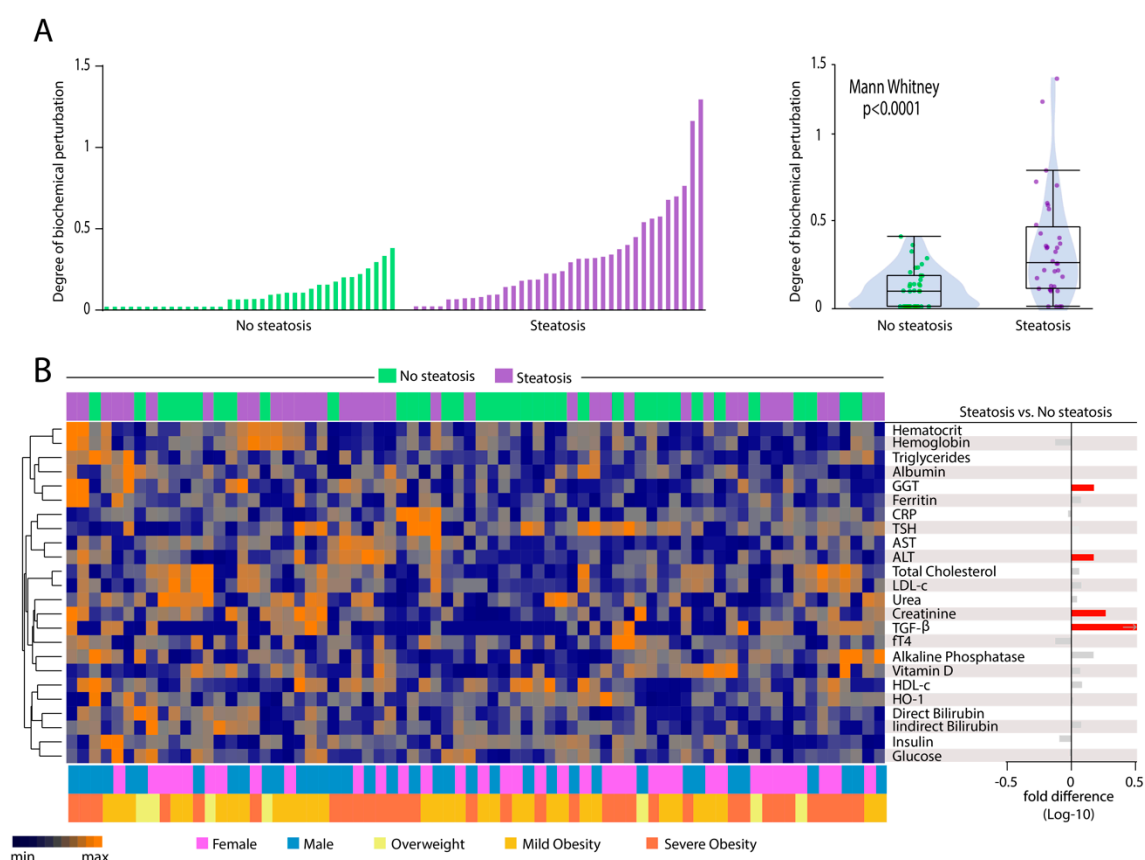 A
1.5
1
0.5
0
Degree of biochemical perturbation
No steatosis
Steatosis
1.5
1
0.5
0
Degree of biochemical perturbation
Mann Whitney
p<0.0001
No steatosis
Steatosis
B
No steatosis
Steatosis
Steatosis vs. No steatosis
Hematocrit
Hemoglobin
Triglycerides
Albumin
GGT
Ferritin
CRP
TSH
AST
ALT
Total Cholesterol
LDL-c
Urea
Creatinine
TGF-β
fT4
Alkaline Phosphatase
Vitamin D
HDL-c
HO-1
Direct Bilirubin
Iindirect Bilirubin
Insulin
Glucose
-0.5 0 0.5
fold difference
(Log-10)
min max
Female Male Overweight Mild Obesity Severe Obesity